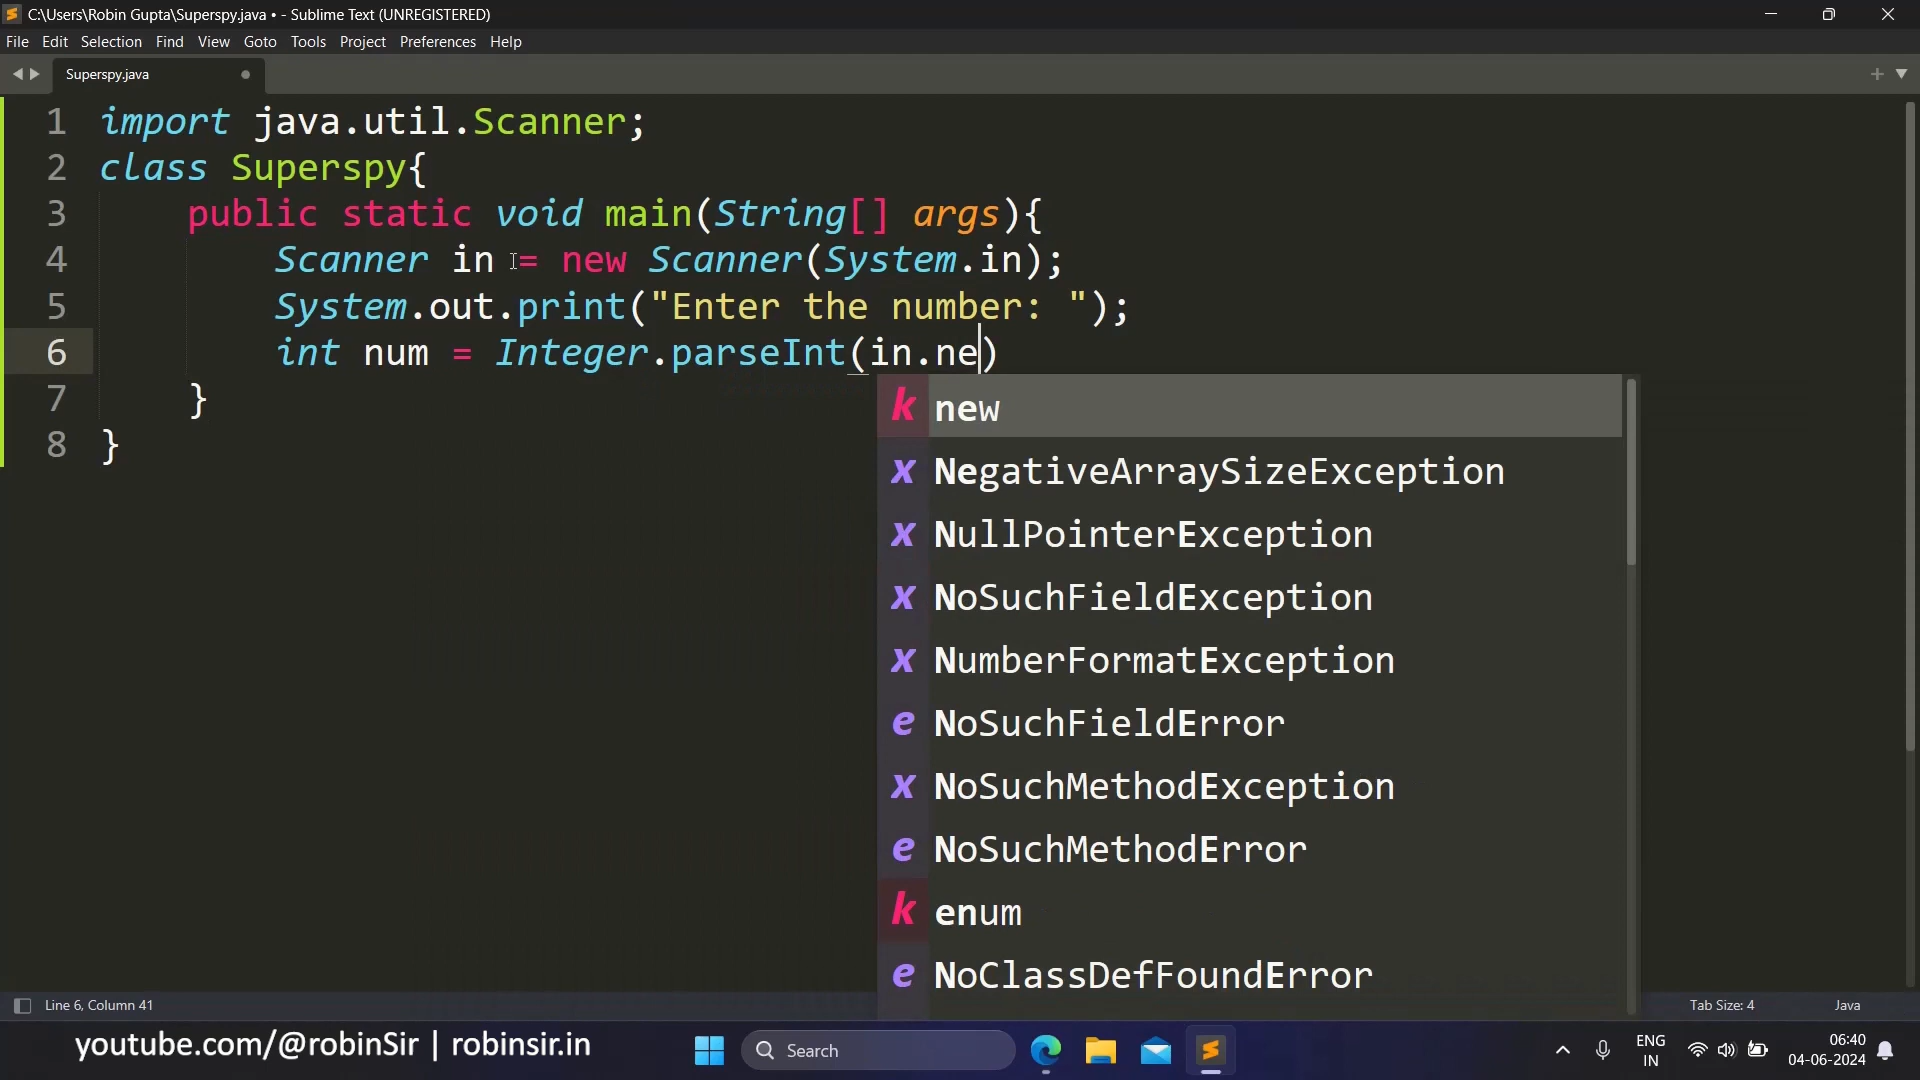 C:\Users\Robin Gupta\Superspy.java • - Sublime Text (UNREGISTERED)
File Edit Selection Find View Goto Tools Project Preferences Help
Superspy.java
1 import java.util.Scanner;
2 class Superspy{
3 public static void main(String[] args){
4 Scanner in = new Scanner(System.in);
5 System.out.print("Enter the number: ");
6 int num = Integer.parseInt(in.ne)
7 }
8 }
k new
x NegativeArraySizeException
x NullPointerException
x NoSuchFieldException
x NumberFormatException
e NoSuchFieldError
x NoSuchMethodException
e NoSuchMethodError
k enum
e NoClassDefFoundError
Line 6, Column 41
Tab Size: 4
Java
youtube.com/@robinSir | robinsir.in
Search
ENG
IN
06:40
04-06-2024